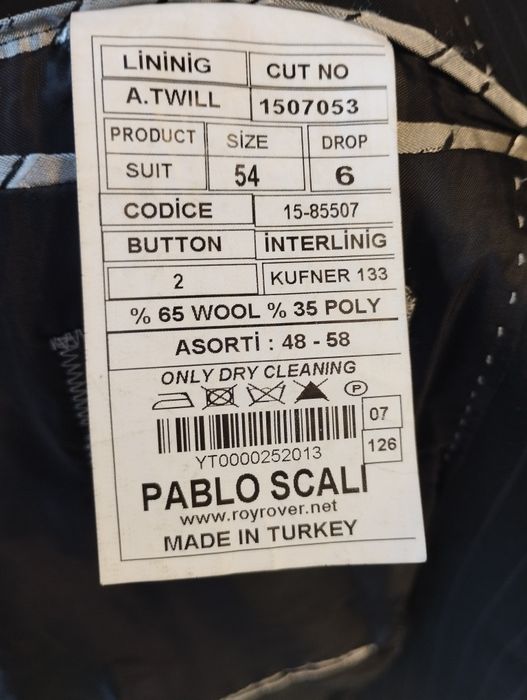 LİNİNİG CUT NO
A.TWILL 1507053
PRODUCT SİZE DROP
SUIT 54 6
CODİCE 15-85507
BUTTON İNTERLİNİG
2 KUFNER 133
% 65 WOOL % 35 POLY
ASORTİ : 48 - 58
ONLY DRY CLEANING
P
07
126
YT0000252013
PABLO SCALI
www.royrover.net
MADE IN TURKEY